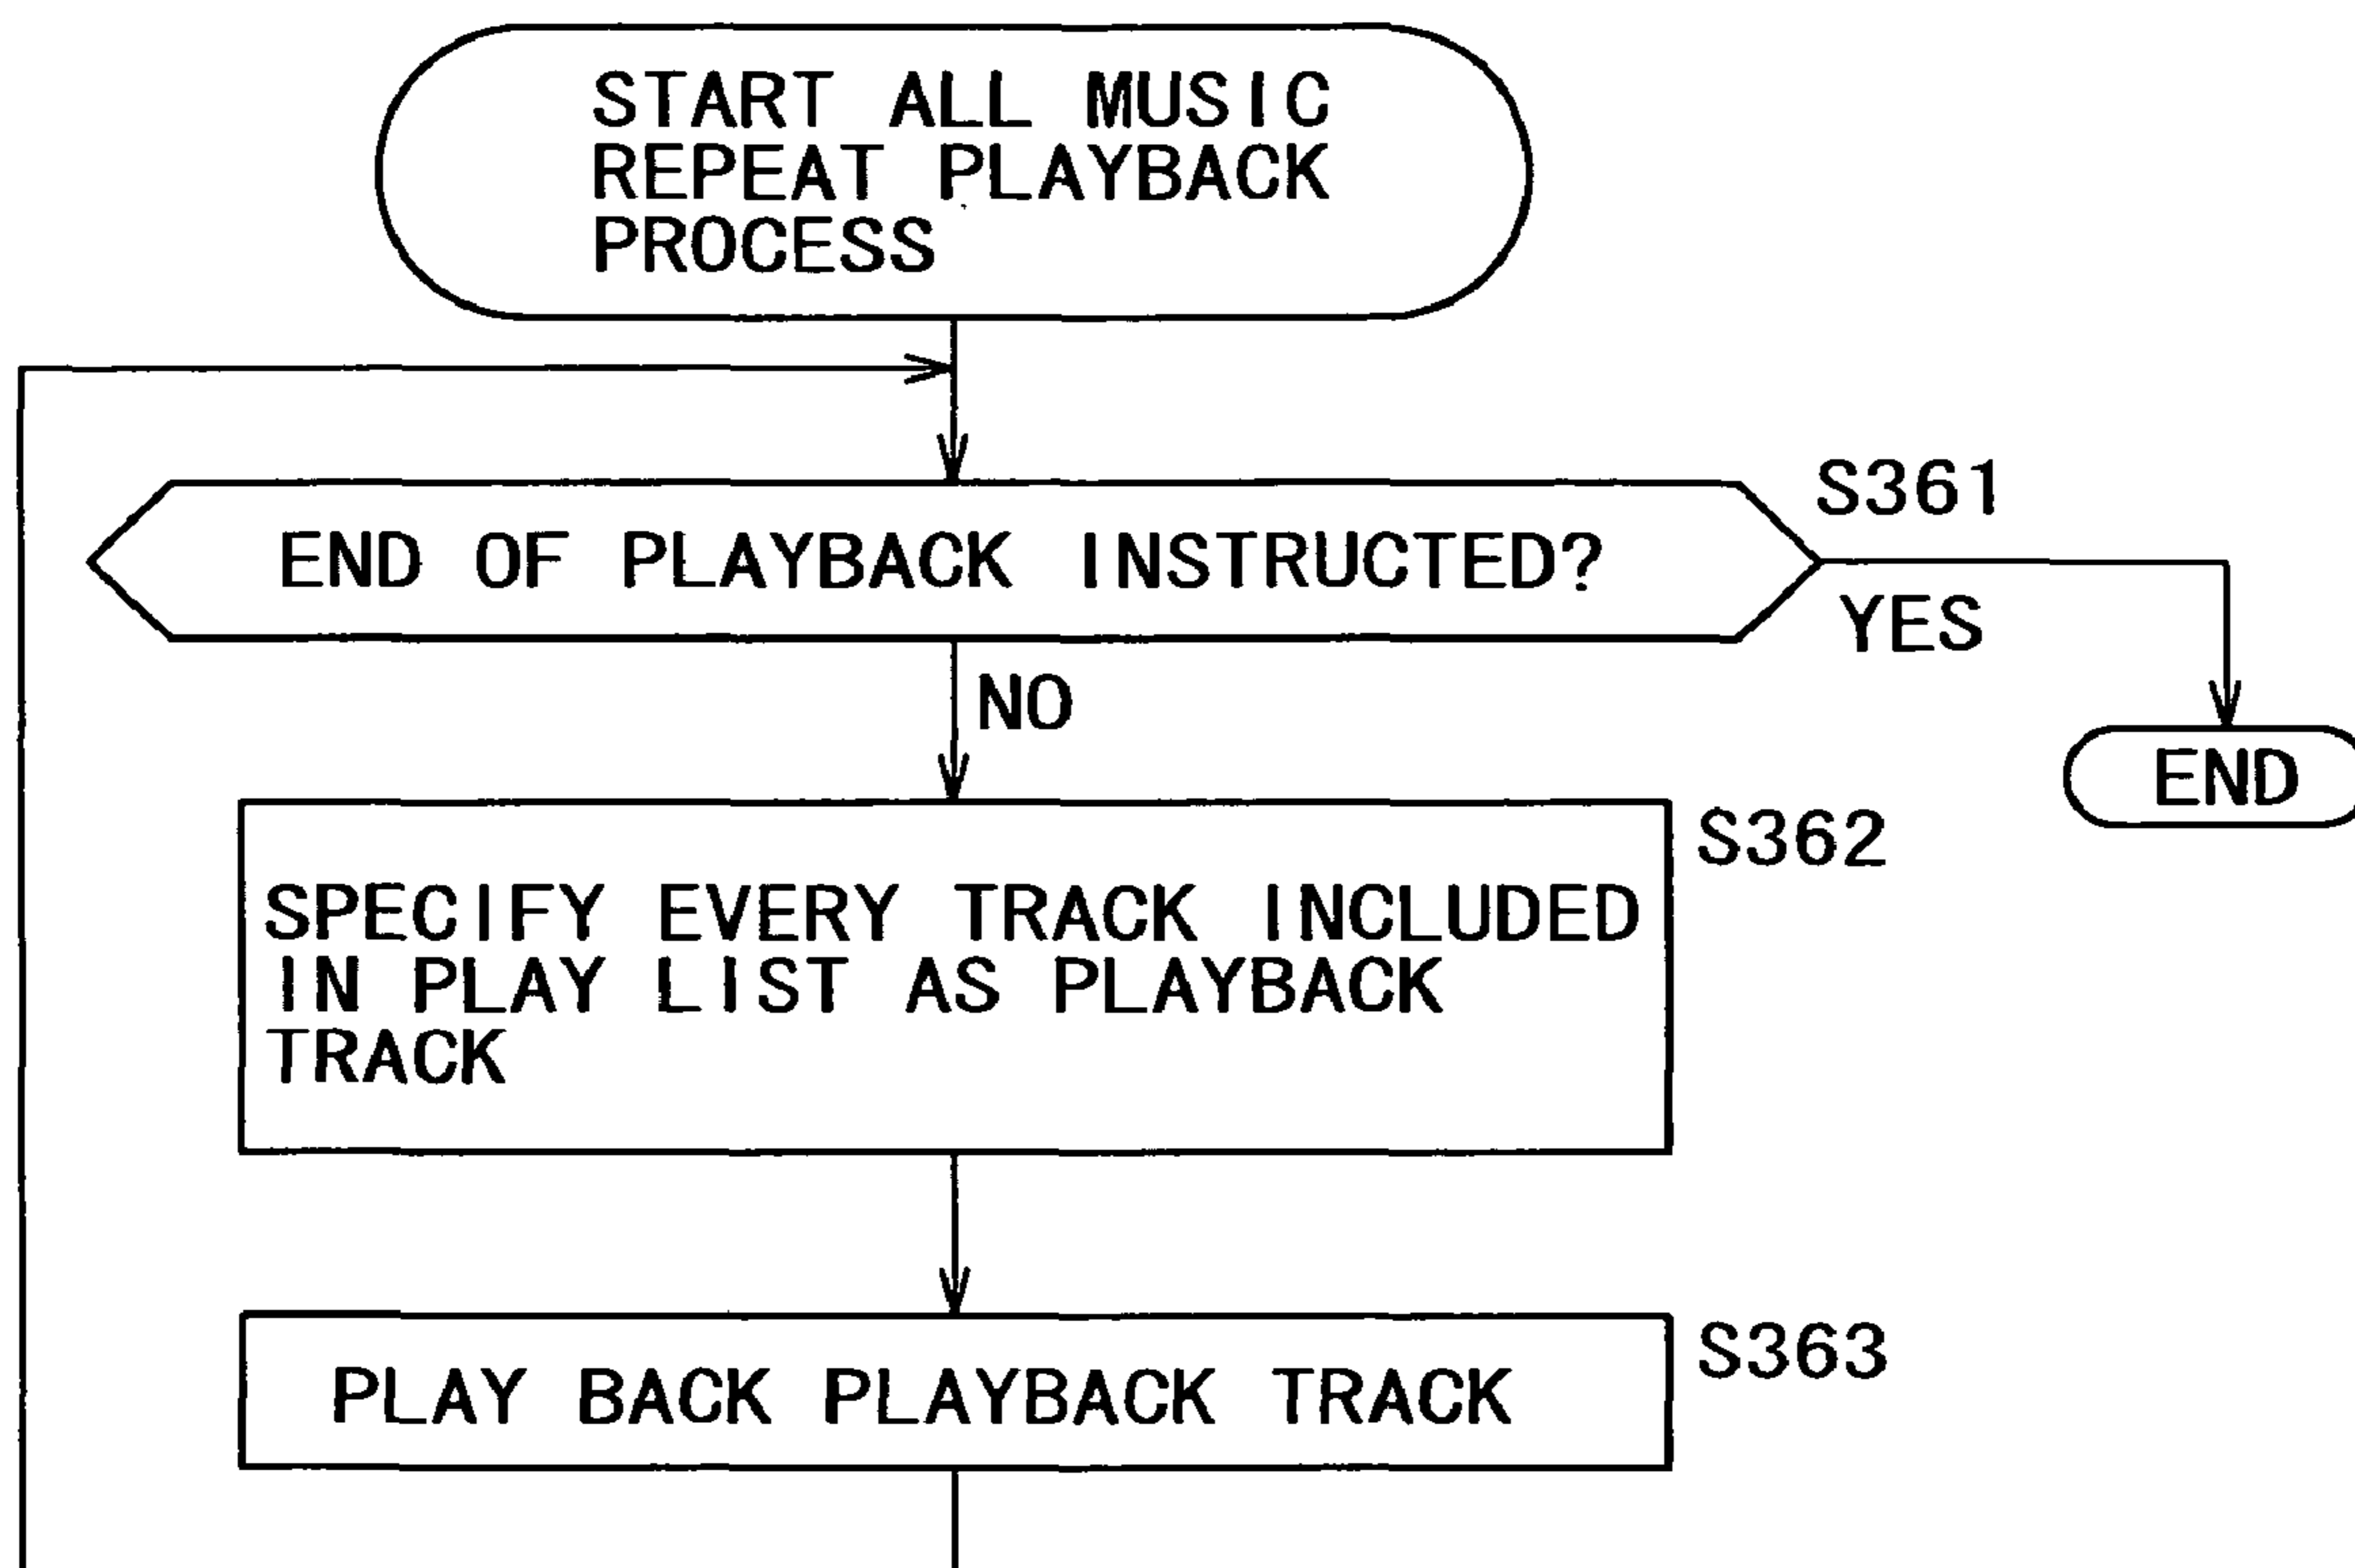 START ALL MUSIC
REPEAT PLAYBACK
PROCESS
S361
END OF PLAYBACK INSTRUCTED?
YES
NO
END
S362
SPECIFY EVERY TRACK INCLUDED
IN PLAY LIST AS PLAYBACK
TRACK
S363
PLAY BACK PLAYBACK TRACK